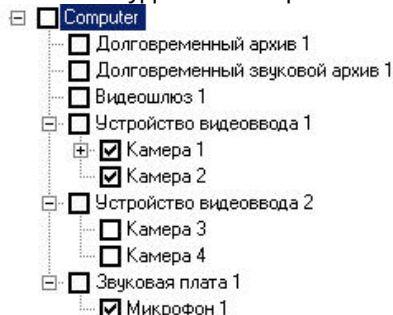 Computer
Долговременный архив 1
Долговременный звуковой архив 1
Видеошлюз 1
Устройство видеоввода 1
Камера 1
Камера 2
Устройство видеоввода 2
Камера 3
Камера 4
Звуковая плата 1
Микрофон 1